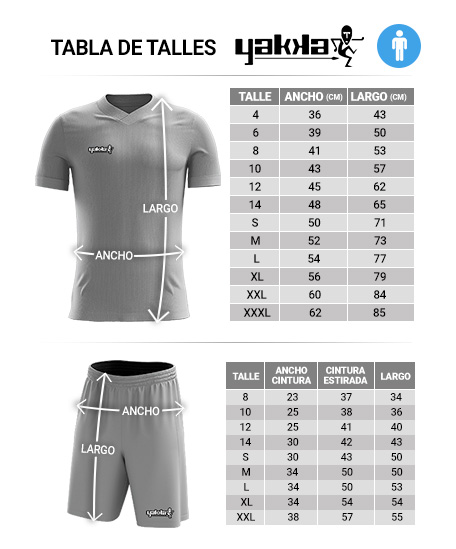 TABLA DE TALLES yakka
TALLE ANCHO (CM) LARGO (CM)
4 36 43
6 39 50
8 41 53
10 43 57
12 45 62
14 48 65
S 50 71
M 52 73
L 54 77
XL 56 79
XXL 60 84
XXXL 62 85
yakka
LARGO
ANCHO
TALLE ANCHO CINTURA CINTURA ESTIRADA LARGO
8 23 37 34
10 25 38 36
12 25 41 40
14 30 42 43
S 30 43 50
M 34 50 50
L 34 50 53
XL 34 54 54
XXL 38 57 55
ANCHO
LARGO
yakka